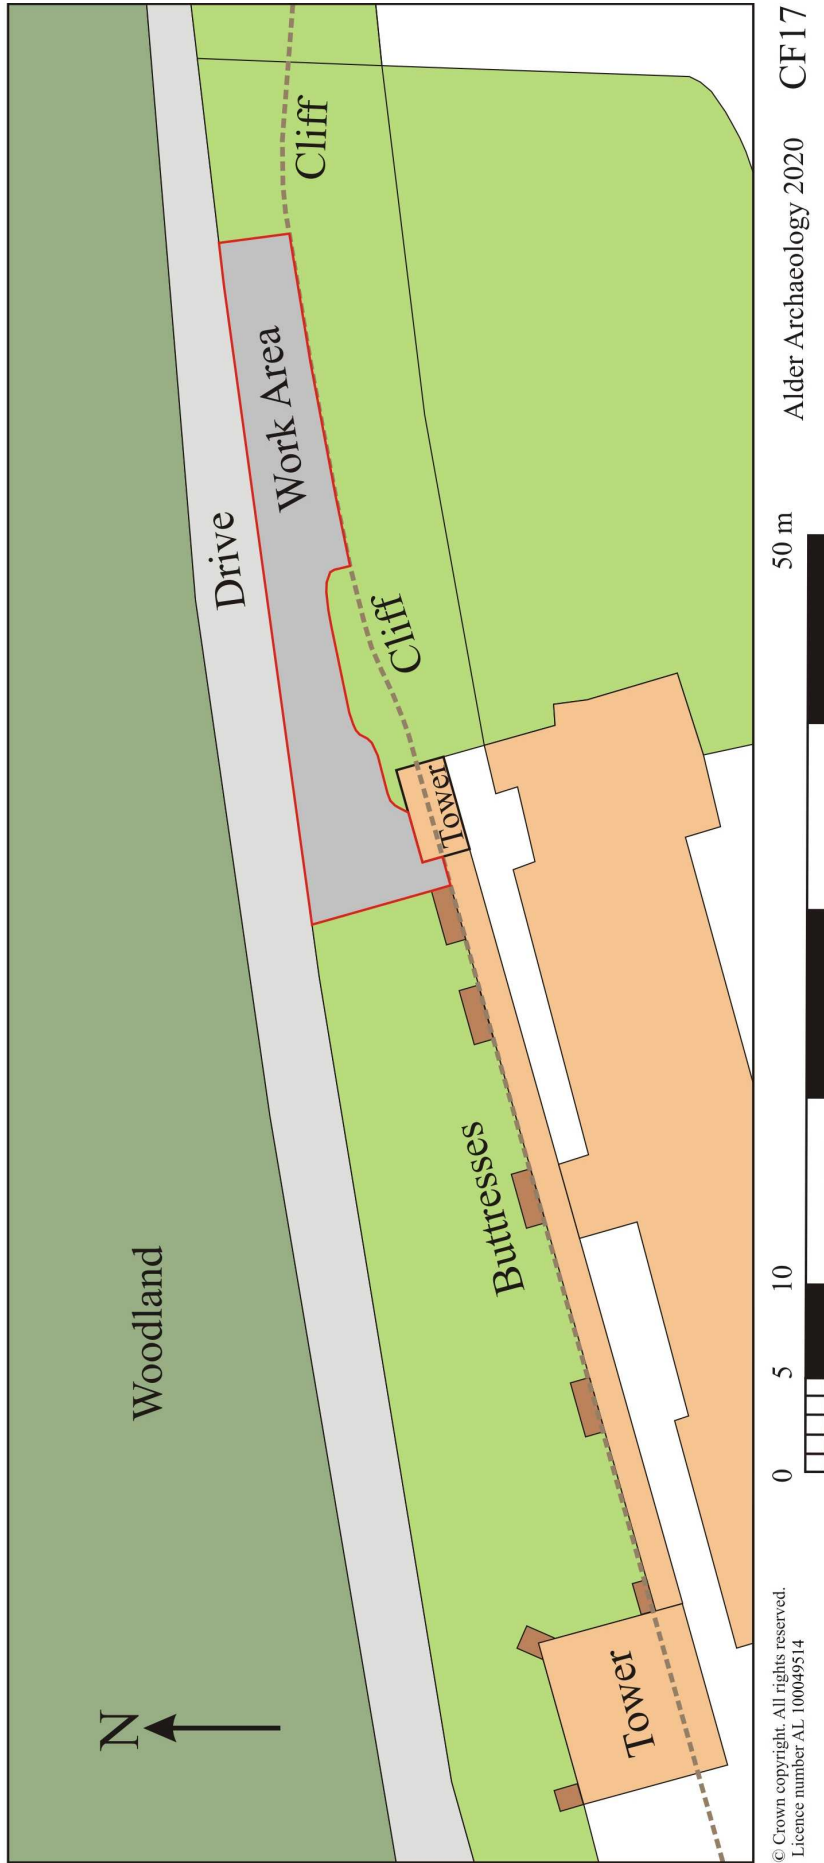 N
Woodland
Drive
Work Area
Cliff
Cliff
Buttresses
Tower
Tower
0 5 10 50 m
© Crown copyright. All rights reserved.
Licence number AL 100049514
Alder Archaeology 2020 CF17